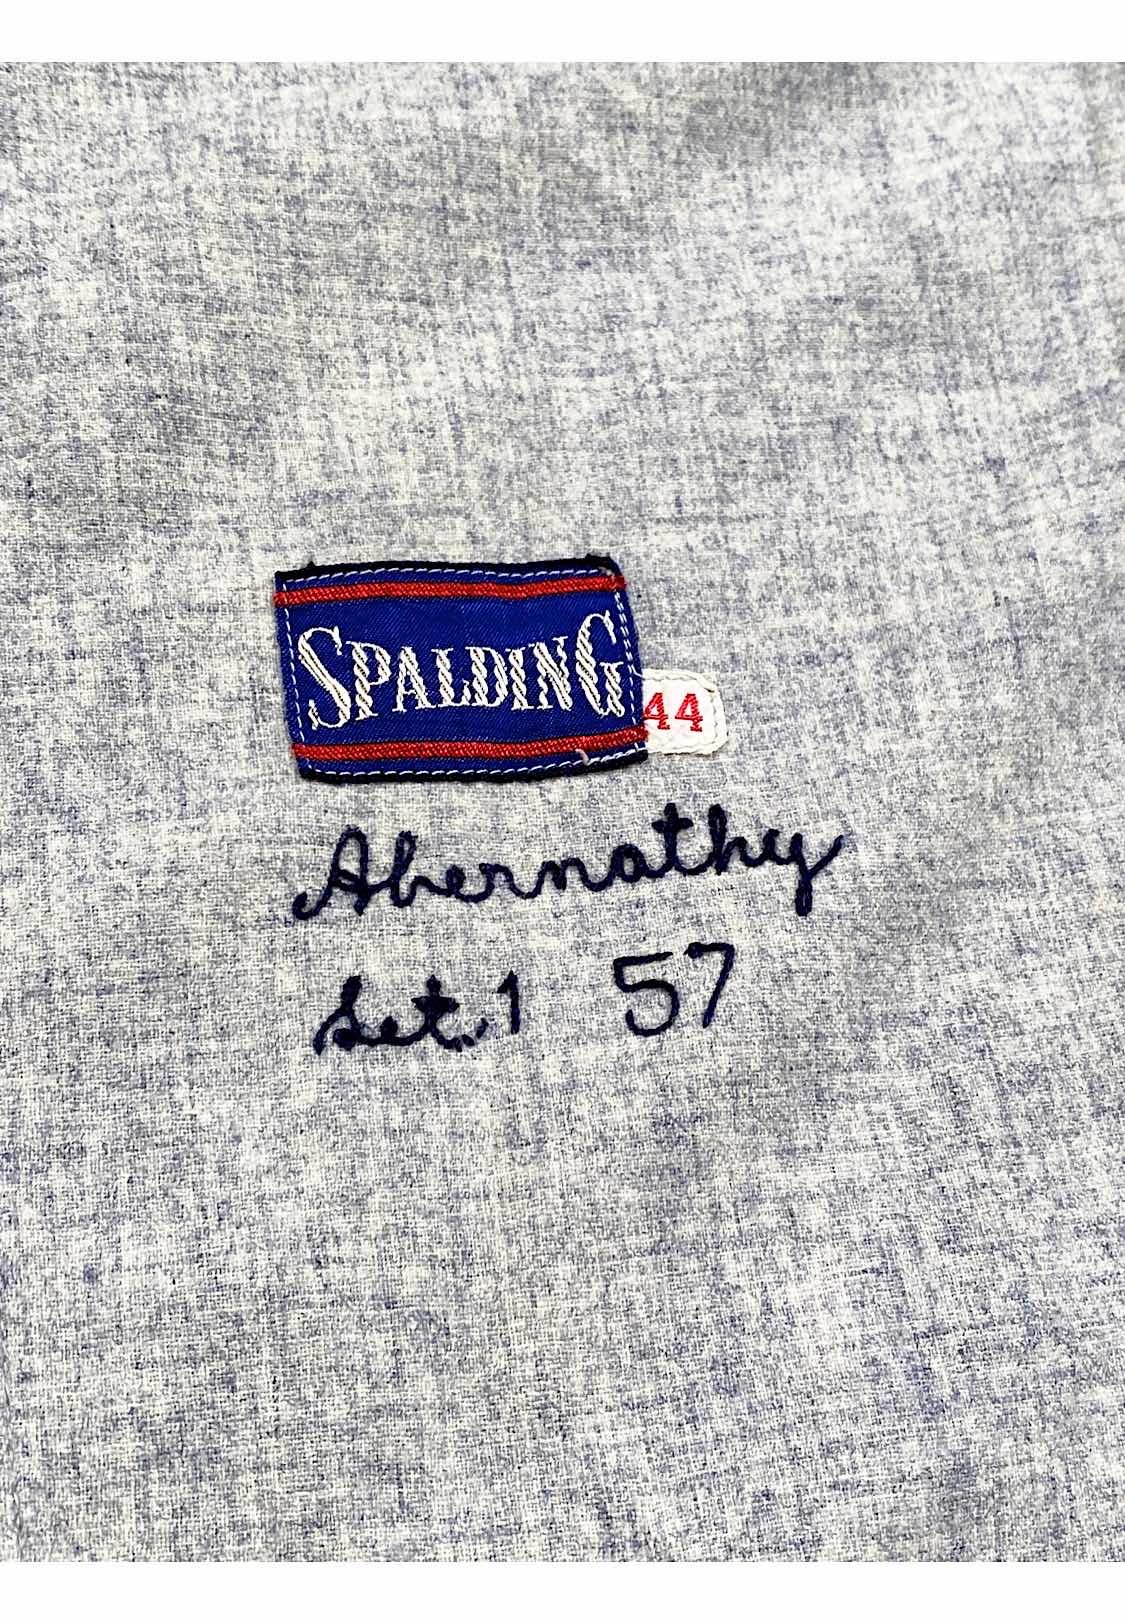 SPALDING
44
Abernathy
Set.1 57